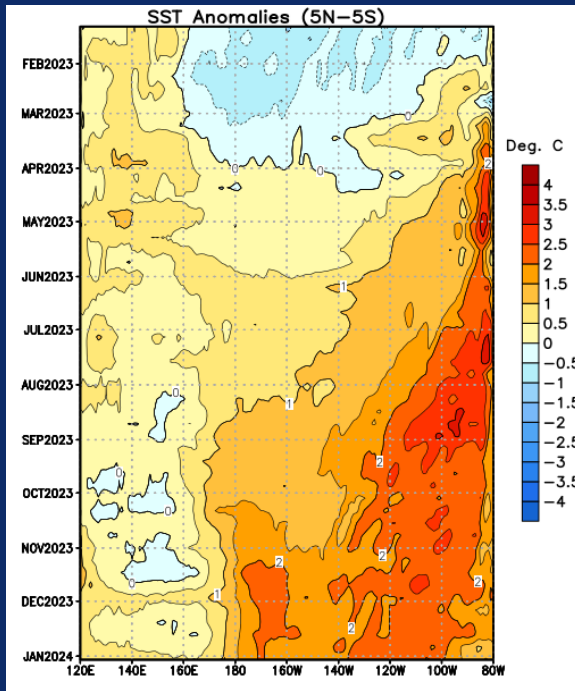 SST Anomalies (5N-5S)
FEB2023
MAR2023
APR2023
MAY2023
JUN2023
JUL2023
AUG2023
SEP2023
OCT2023
NOV2023
DEC2023
JAN2024
120E 140E 160E 180 160W 140W 120W 100W 80W
0
2
0 0
1
0
1
2
0
0
2
2
2
0
1
2
2
Deg. C
4
3.5
3
2.5
2
1.5
1
0.5
0
-0.5
-1
-1.5
-2
-2.5
-3
-3.5
-4